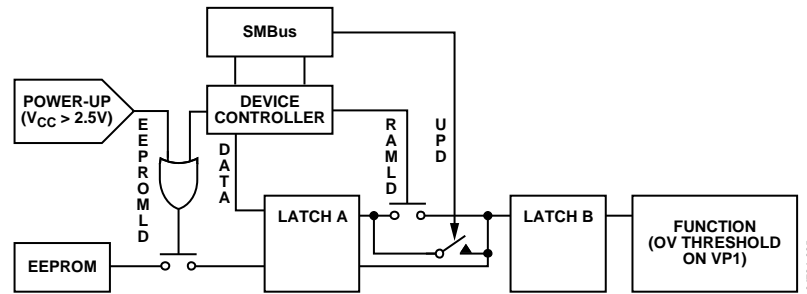 SMBus
POWER-UP
(VCC > 2.5V)
DEVICE
CONTROLLER
EEPROMLD
DATA
RAMLD
UPD
LATCH A
LATCH B
FUNCTION
(OV THRESHOLD
ON VP1)
EEPROM